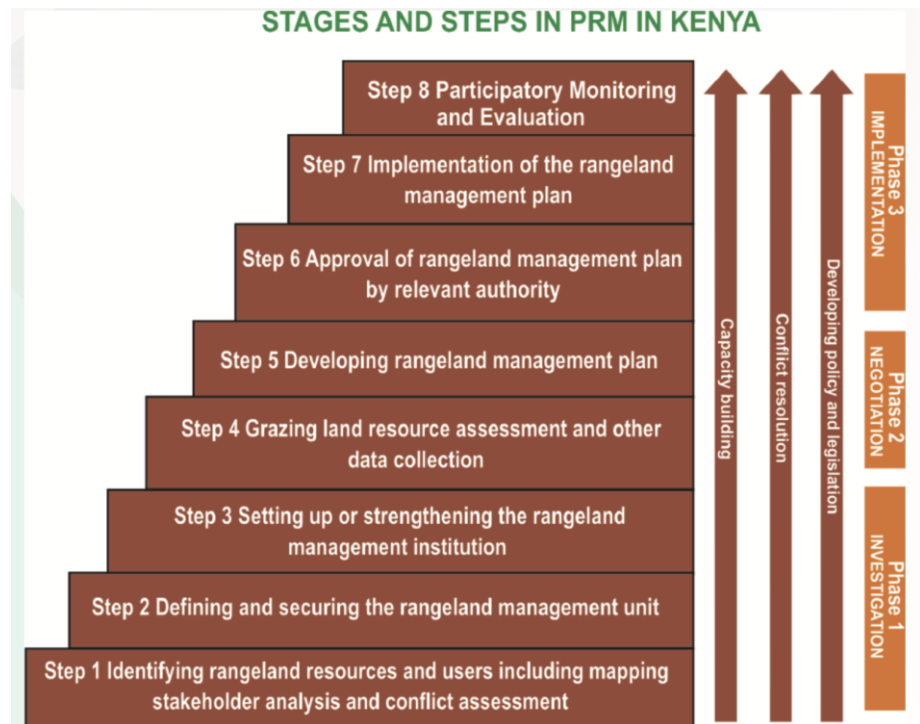 STAGES AND STEPS IN PRM IN KENYA
Step 8 Participatory Monitoring
and Evaluation
Step 7 Implementation of the rangeland
management plan
Step 6 Approval of rangeland management plan
by relevant authority
Step 5 Developing rangeland management plan
Step 4 Grazing land resource assessment and other
data collection
Step 3 Setting up or strengthening the rangeland
management institution
Step 2 Defining and securing the rangeland management unit
Step 1 Identifying rangeland resources and users including mapping
stakeholder analysis and conflict assessment
Capacity building
Conflict resolution
Developing policy and legislation
Phase 3
IMPLEMENTATION
Phase 2
NEGOTIATION
Phase 1
INVESTIGATION